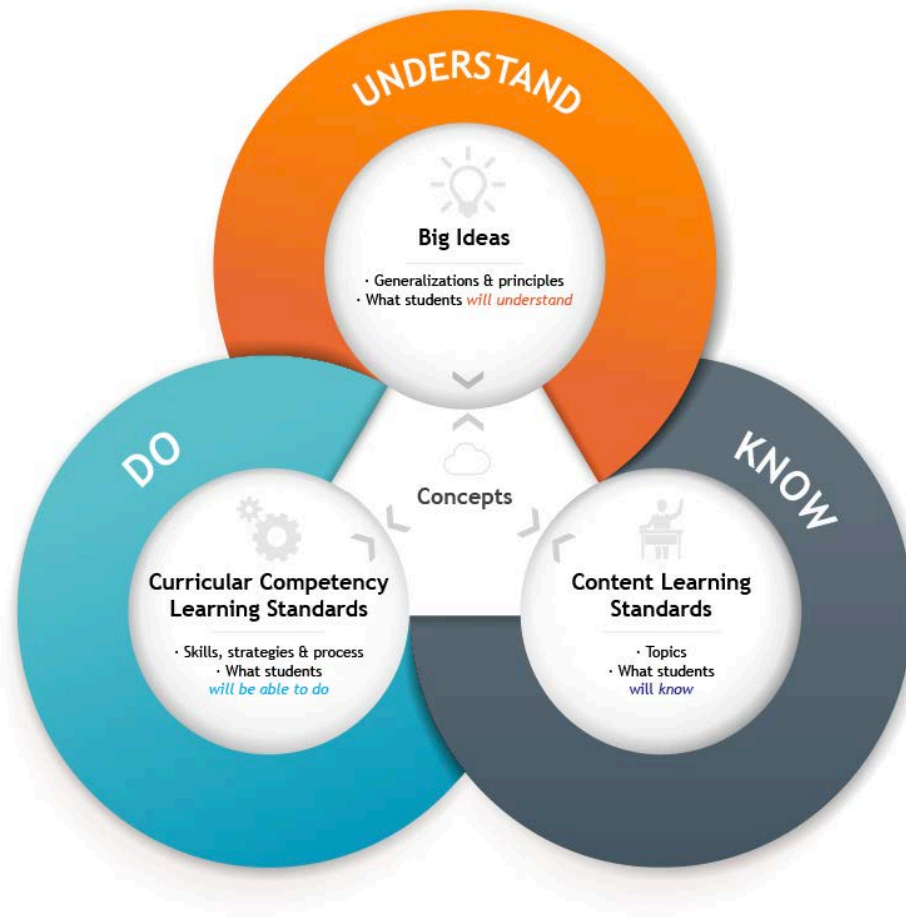 UNDERSTAND
Big Ideas
· Generalizations & principles
· What students will understand
DO
KNOW
Concepts
Curricular Competency
Learning Standards
· Skills, strategies & process
· What students
will be able to do
Content Learning
Standards
· Topics
· What students
will know